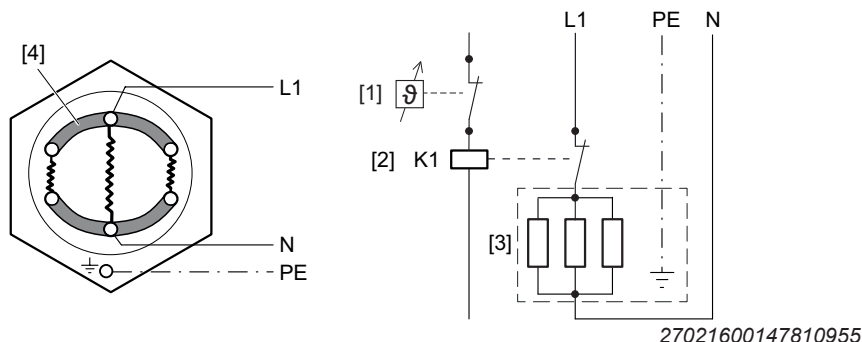 [4]
L1
N
PE
L1
PE
N
[1]
ϑ
[2]
K1
[3]
27021600147810955